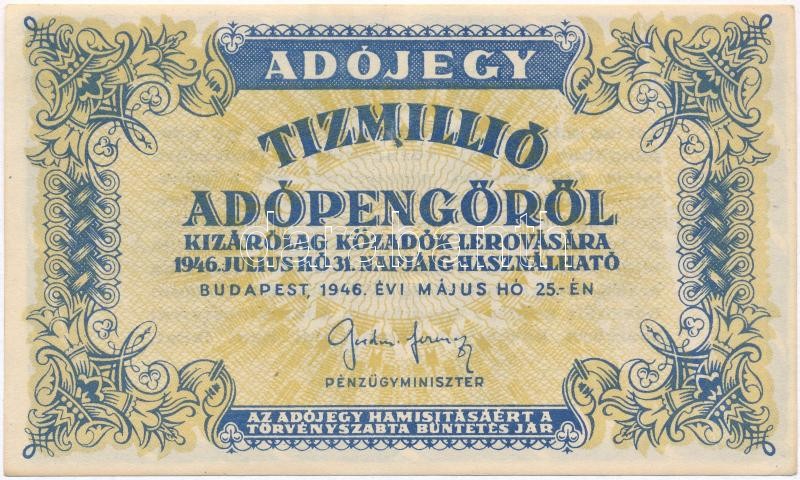 ADÓJEGY
TIZMILLIÓ
ADÓPENGŐRŐL
KIZÁRÓLAG KÖZADÓK LEROVÁSÁRA
1946. JULIUS HÓ 31. NAPJÁIG HASZNÁLHATÓ
BUDAPEST, 1946. ÉVI MÁJUS HÓ 25.-ÉN
PÉNZÜGYMINISZTER
AZ ADÓJEGY HAMISITÁSÁÉRT A
TÖRVÉNYSZABTA BÜNTETÉS JÁR